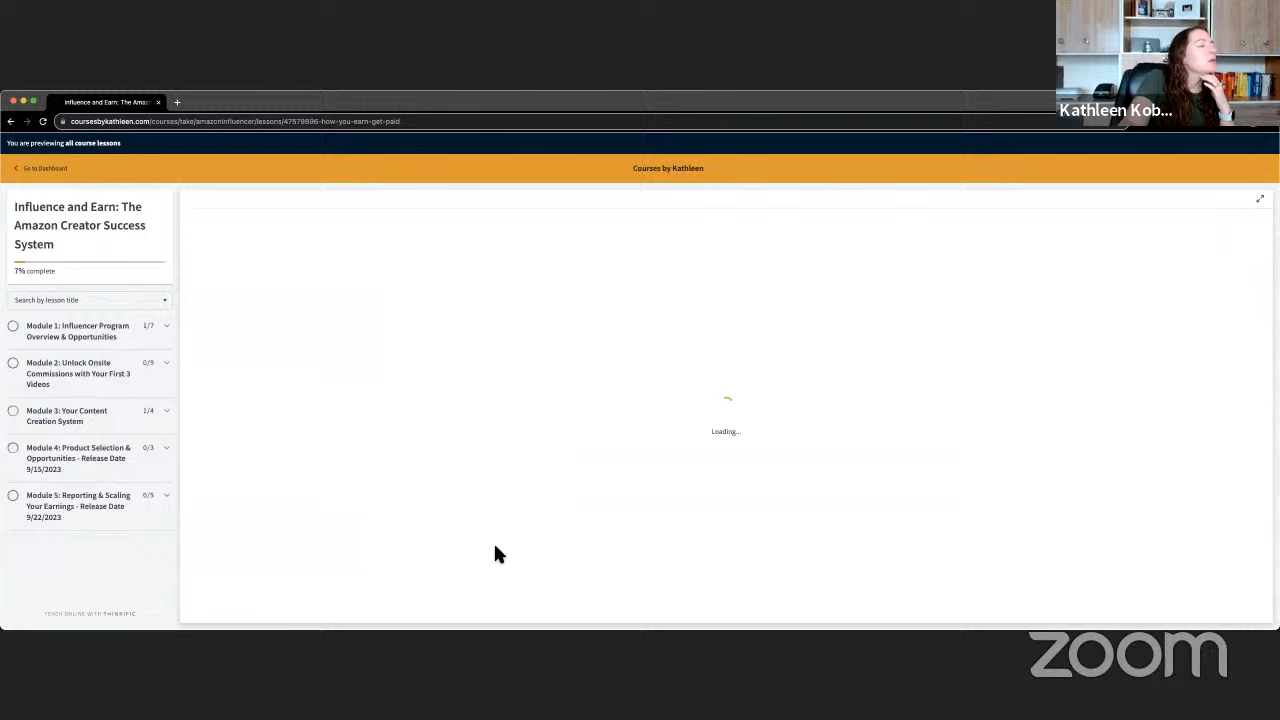 Kathleen Kob...
Influence and Earn: The Amaz
coursesbykathleen.com/courses/take/amazoninfluencer/lessons/47579896-how-you-earn-get-paid
You are previewing all course lessons
Go to Dashboard
Courses by Kathleen
Influence and Earn: The
Amazon Creator Success
System
7% complete
Search by lesson title
Module 1: Influencer Program 1/7
Overview & Opportunities
Module 2: Unlock Onsite 0/9
Commissions with Your First 3
Videos
Module 3: Your Content 1/4
Creation System
Module 4: Product Selection & 0/3
Opportunities - Release Date
9/15/2023
Module 5: Reporting & Scaling 0/5
Your Earnings - Release Date
9/22/2023
Loading...
TEACH ONLINE WITH THINKIFIC
zoom